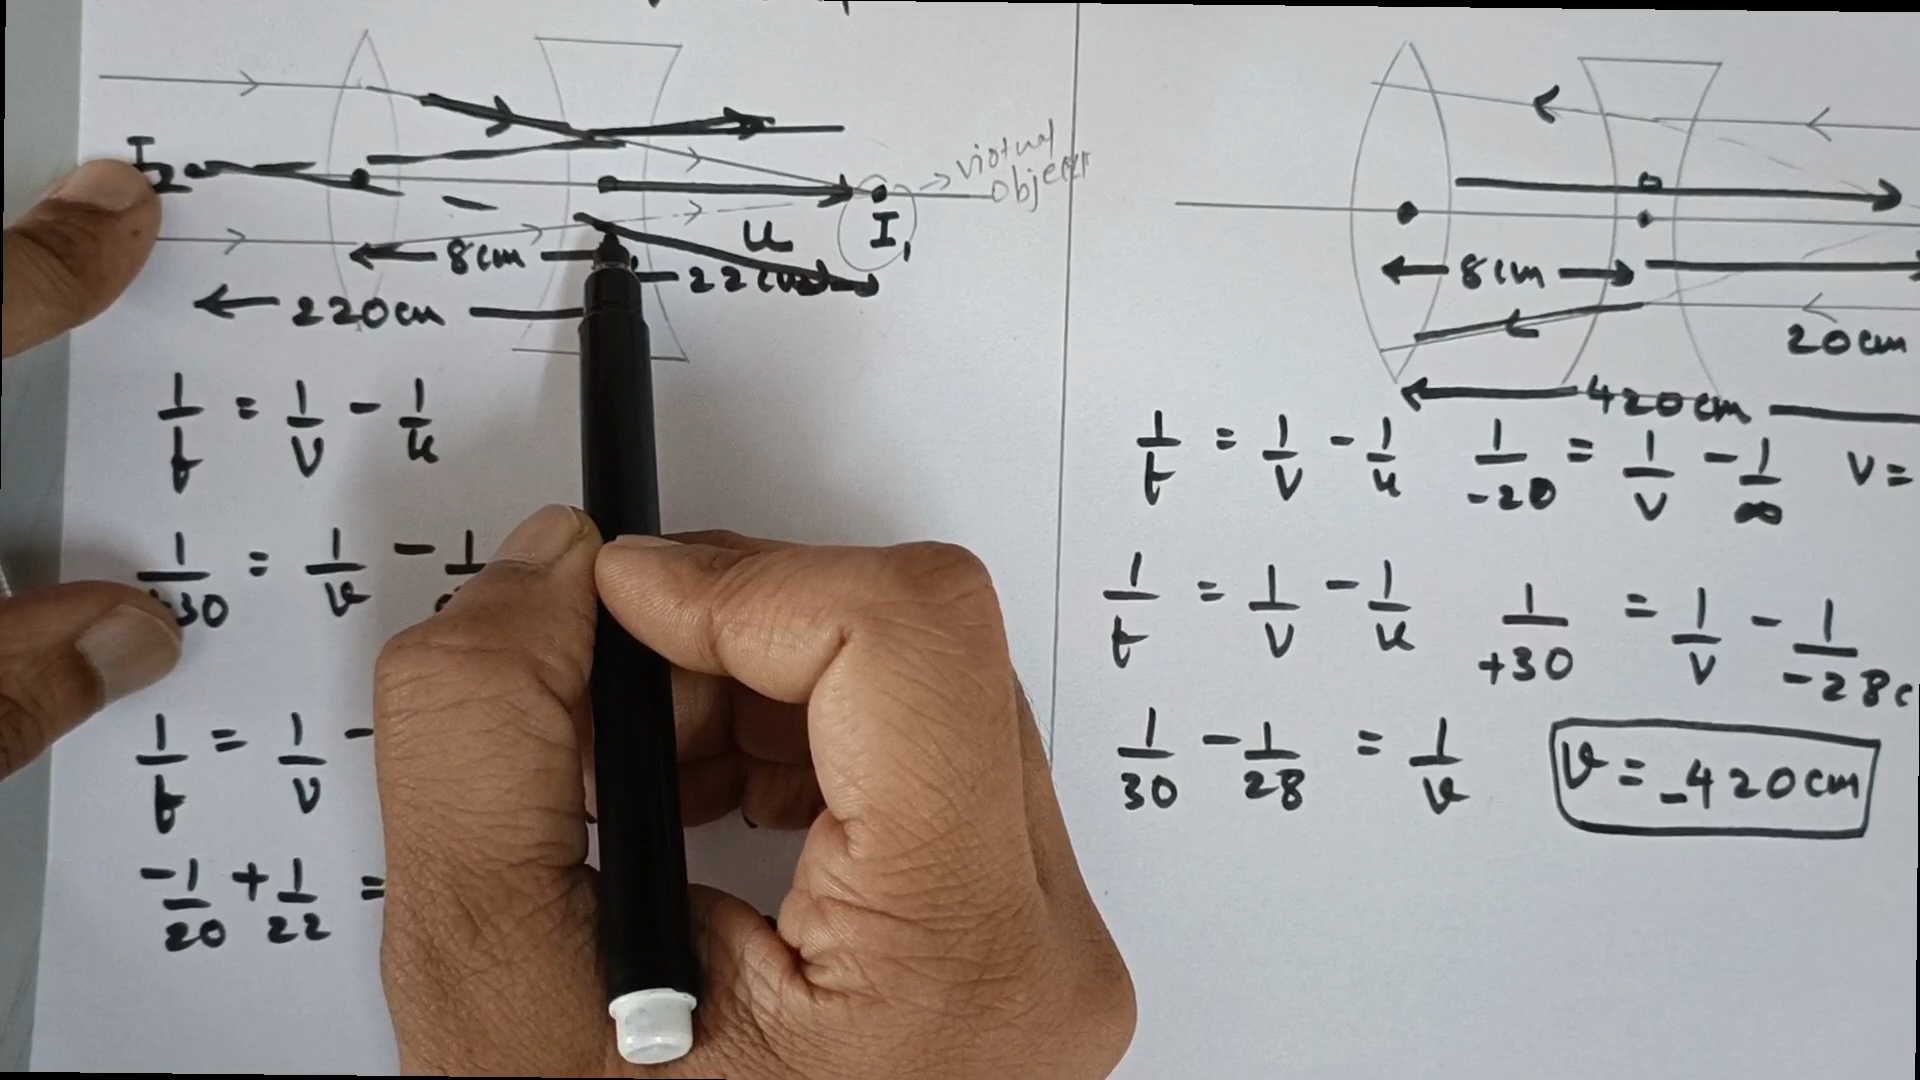 I2
→ virtual
object
8cm
u
I1
22cm
220cm
1/f = 1/v - 1/u
30 = 1/v - 1
1/f = 1/v -
-1/20 + 1/22 =
8cm
20cm
420cm
1/f = 1/v - 1/u 1/-20 = 1/v - 1/∞ v =
1/f = 1/v - 1/u 1/+30 = 1/v - 1/-28c
1/30 - 1/28 = 1/v v = -420cm